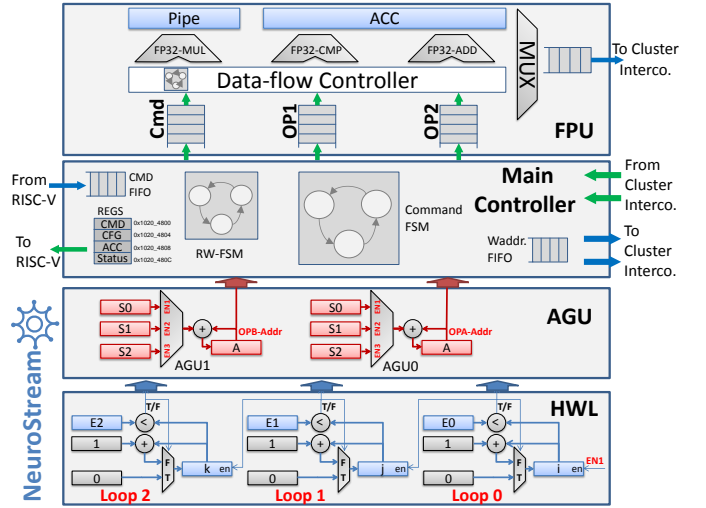 Pipe
ACC
FP32-MUL
FP32-CMP
FP32-ADD
MUX
To Cluster
Interco.
Data-flow Controller
Cmd
OP1
OP2
FPU
From
RISC-V
CMD
FIFO
REGS
CMD 0x1020_4800
CFG 0x1020_4804
ACC 0x1020_4808
Status 0x1020_480C
To
RISC-V
RW-FSM
Command
FSM
Main
Controller
Waddr.
FIFO
From
Cluster
Interco.
To
Cluster
Interco.
NeuroStream
S0
S1
S2
EN1
EN2
EN3
+
OPB-Addr
A
AGU1
S0
S1
S2
EN1
EN2
EN3
+
OPA-Addr
A
AGU0
AGU
HWL
T/F
E2
<
1
+
0
F
T
k
en
Loop 2
T/F
E1
<
1
+
0
F
T
j
en
Loop 1
T/F
E0
<
1
+
0
F
T
i
en
EN1
Loop 0